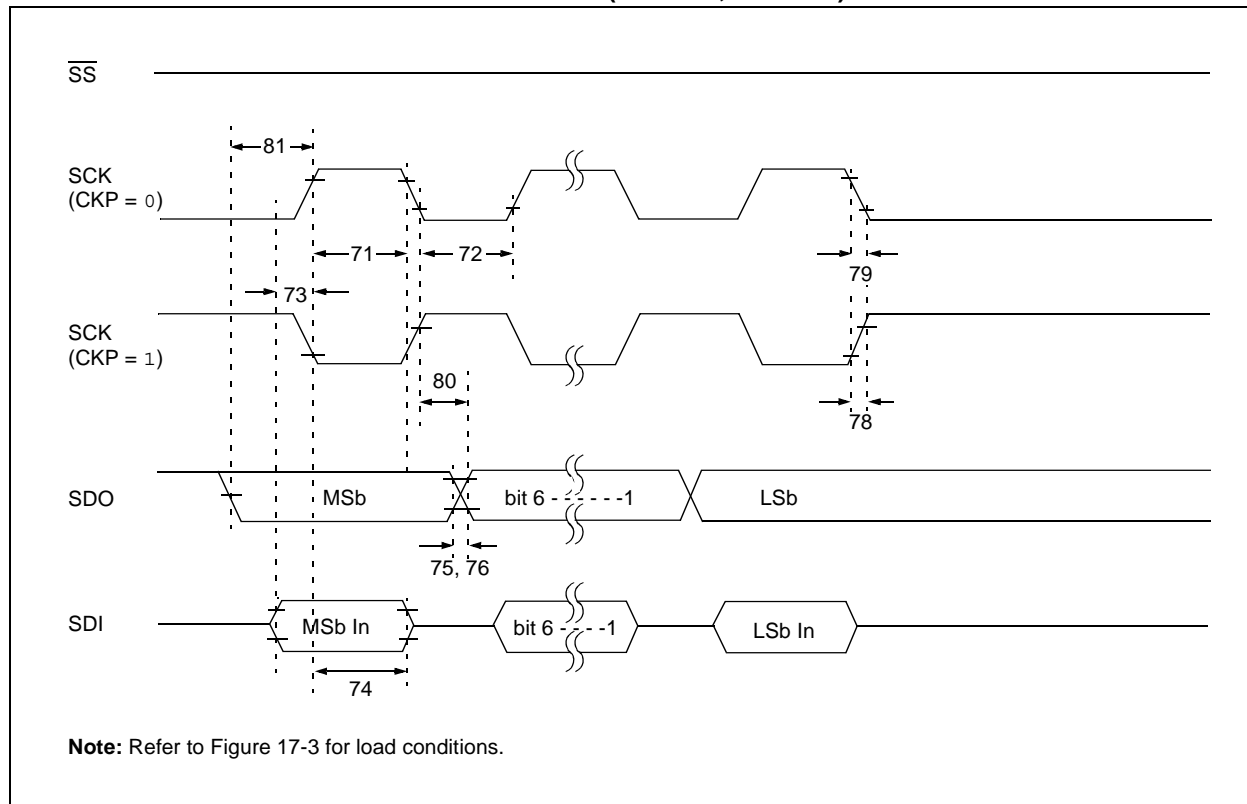 SS
81
SCK
(CKP = 0)
71
72
79
73
SCK
(CKP = 1)
80
78
SDO
MSb
bit 6 - - - - - - -1
LSb
75, 76
SDI
MSb In
bit 6 - - - - -1
LSb In
74
Note: Refer to Figure 17-3 for load conditions.